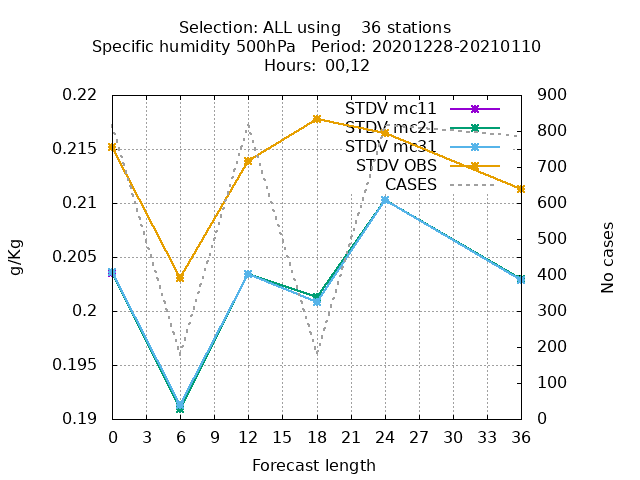 Selection: ALL using    36 stations
Specific humidity 500hPa   Period: 20201228-20210110
Hours: 00,12
0.22
0.215
0.21
0.205
0.2
0.195
0.19
g/Kg
STDV mc11
STDV mc21
STDV mc31
STDV OBS
CASES
900
800
700
600
500
400
300
200
100
0
No cases
0 3 6 9 12 15 18 21 24 27 30 33 36
Forecast length